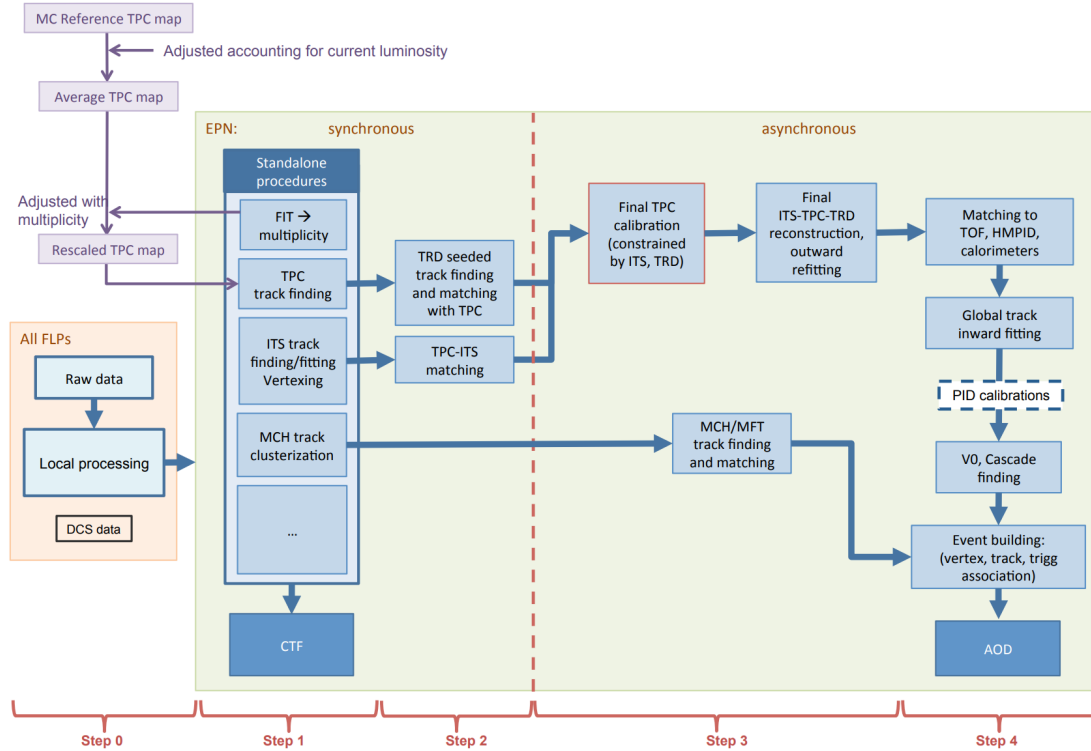 MC Reference TPC map
Adjusted accounting for current luminosity
Average TPC map
Adjusted with
multiplicity
Rescaled TPC map
EPN:
synchronous
asynchronous
Standalone
procedures
FIT →
multiplicity
TPC
track finding
ITS track
finding/fitting
Vertexing
MCH track
clusterization
...
CTF
TRD seeded
track finding
and matching
with TPC
TPC-ITS
matching
Final TPC
calibration
(constrained
by ITS, TRD)
Final
ITS-TPC-TRD
reconstruction,
outward
refitting
Matching to
TOF, HMPID,
calorimeters
Global track
inward fitting
PID calibrations
V0, Cascade
finding
MCH/MFT
track finding
and matching
Event building:
(vertex, track, trigg
association)
AOD
All FLPs
Raw data
Local processing
DCS data
Step 0
Step 1
Step 2
Step 3
Step 4